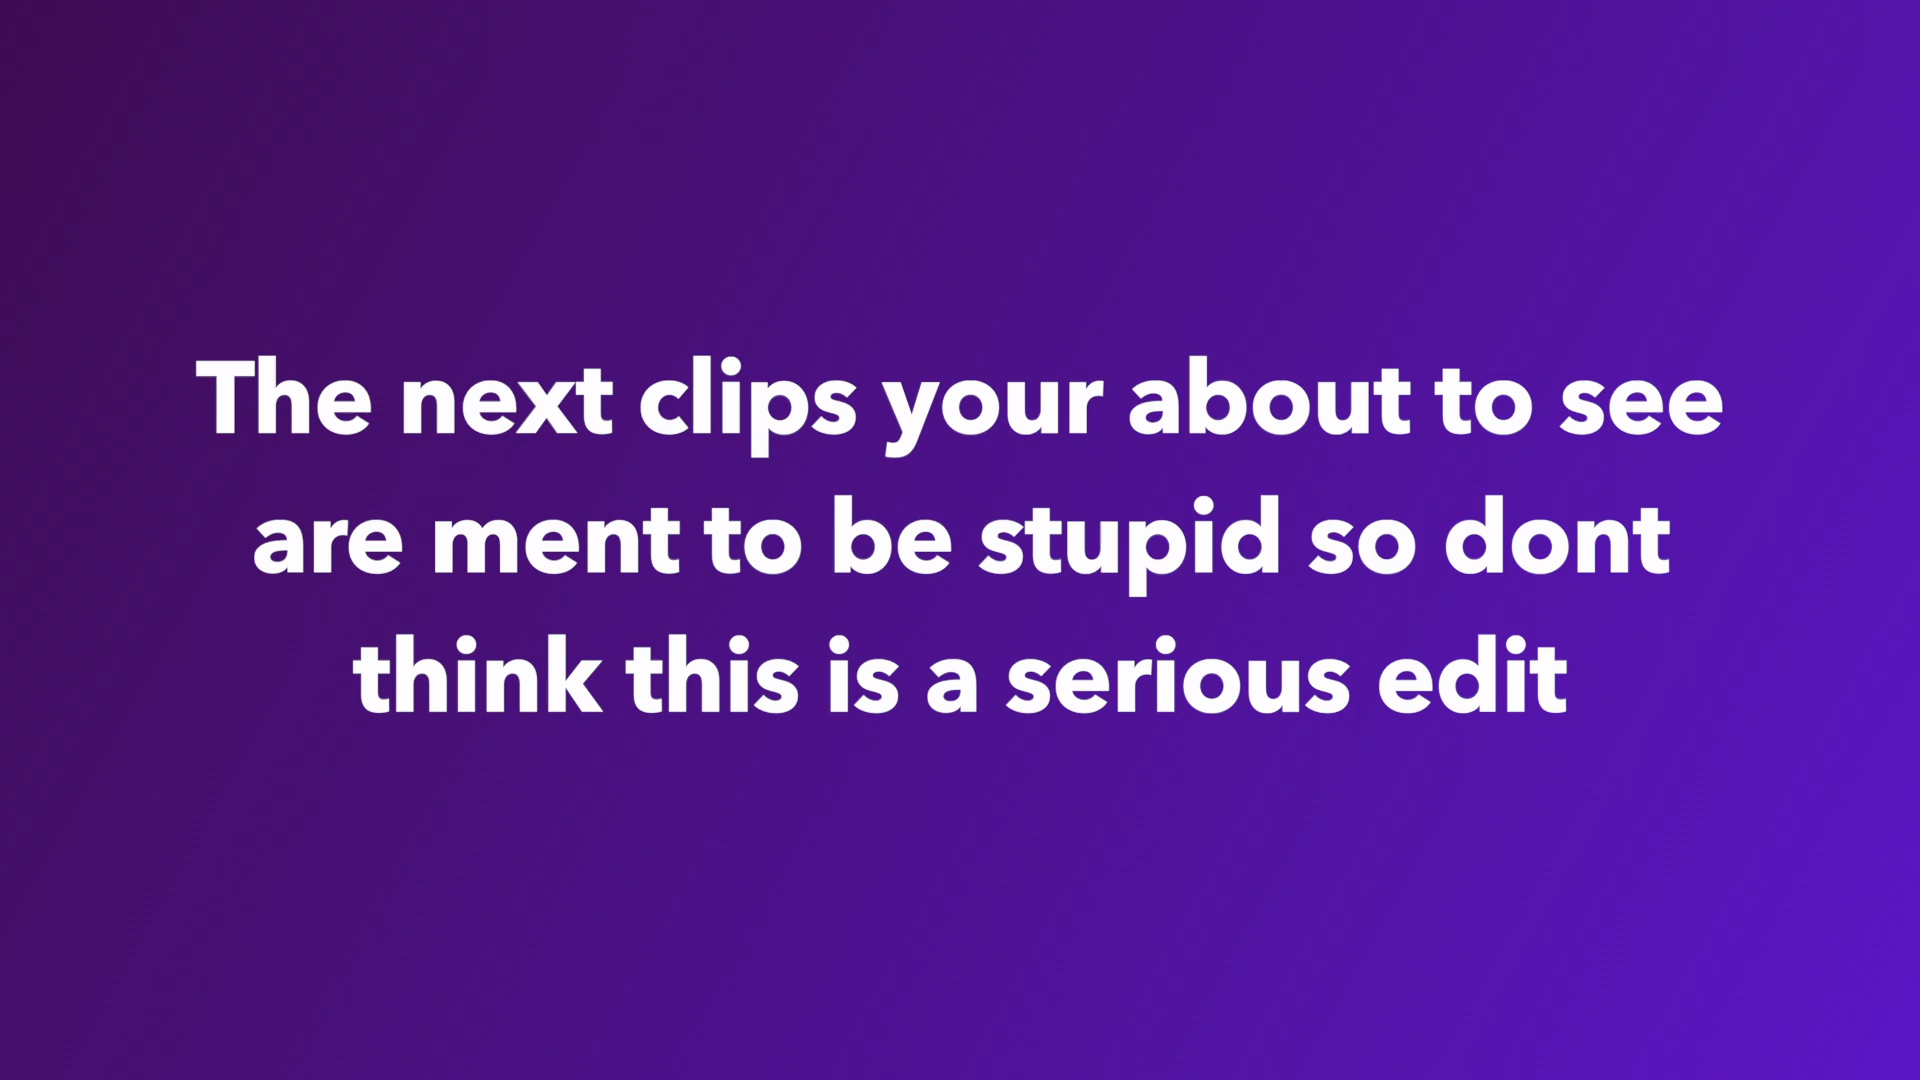 The next clips your about to see
are ment to be stupid so dont
think this is a serious edit